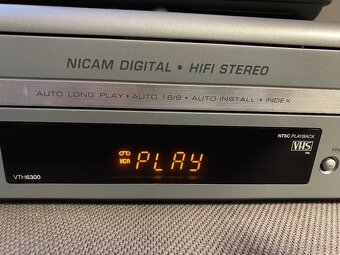 NICAM DIGITAL • HIFI STEREO
AUTO LONG PLAY • AUTO 16/9 • AUTO INSTALL • INDEX
NTSC PLAYBACK
VHS
VCR PLAY
VTH6300